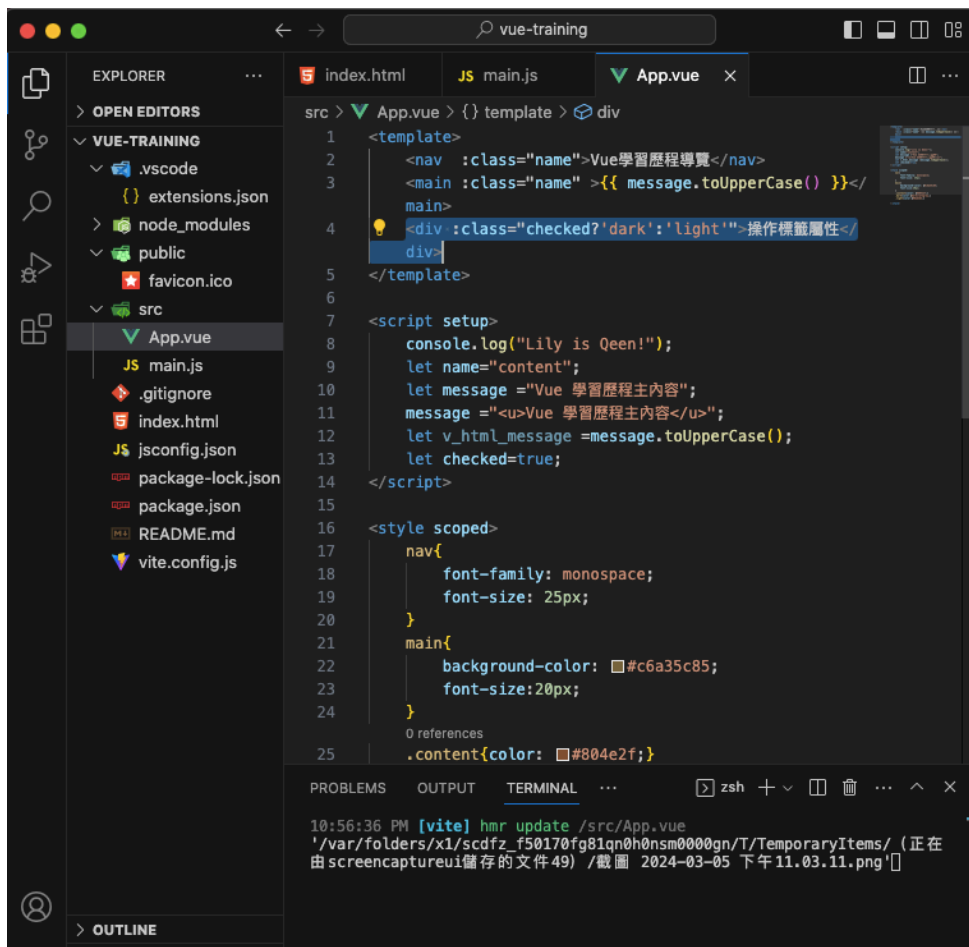 vue-training
EXPLORER
OPEN EDITORS
VUE-TRAINING
.vscode
{} extensions.json
node_modules
public
favicon.ico
src
App.vue
JS main.js
.gitignore
index.html
JS jsconfig.json
package-lock.json
package.json
README.md
vite.config.js
OUTLINE
index.html
JS main.js
App.vue
src > App.vue > {} template > div
1 <template>
2 <nav  :class="name">Vue學習歷程導覽</nav>
3 <main :class="name" >{{ message.toUpperCase() }}</
main>
4 <div :class="checked?'dark':'light'">操作標籤屬性</
div>
5 </template>
6
7 <script setup>
8 console.log("Lily is Qeen!");
9 let name="content";
10 let message ="Vue 學習歷程主內容";
11 message ="<u>Vue 學習歷程主內容</u>";
12 let v_html_message =message.toUpperCase();
13 let checked=true;
14 </script>
15
16 <style scoped>
17 nav{
18 font-family: monospace;
19 font-size: 25px;
20 }
21 main{
22 background-color: #c6a35c85;
23 font-size:20px;
24 }
0 references
25 .content{color: #804e2f;}
PROBLEMS OUTPUT TERMINAL ··· zsh
10:56:36 PM [vite] hmr update /src/App.vue
'/var/folders/x1/scdfz_f50170fg81qn0h0nsm0000gn/T/TemporaryItems/（正在
由screencaptureui儲存的文件49）/截圖 2024-03-05 下午11.03.11.png'